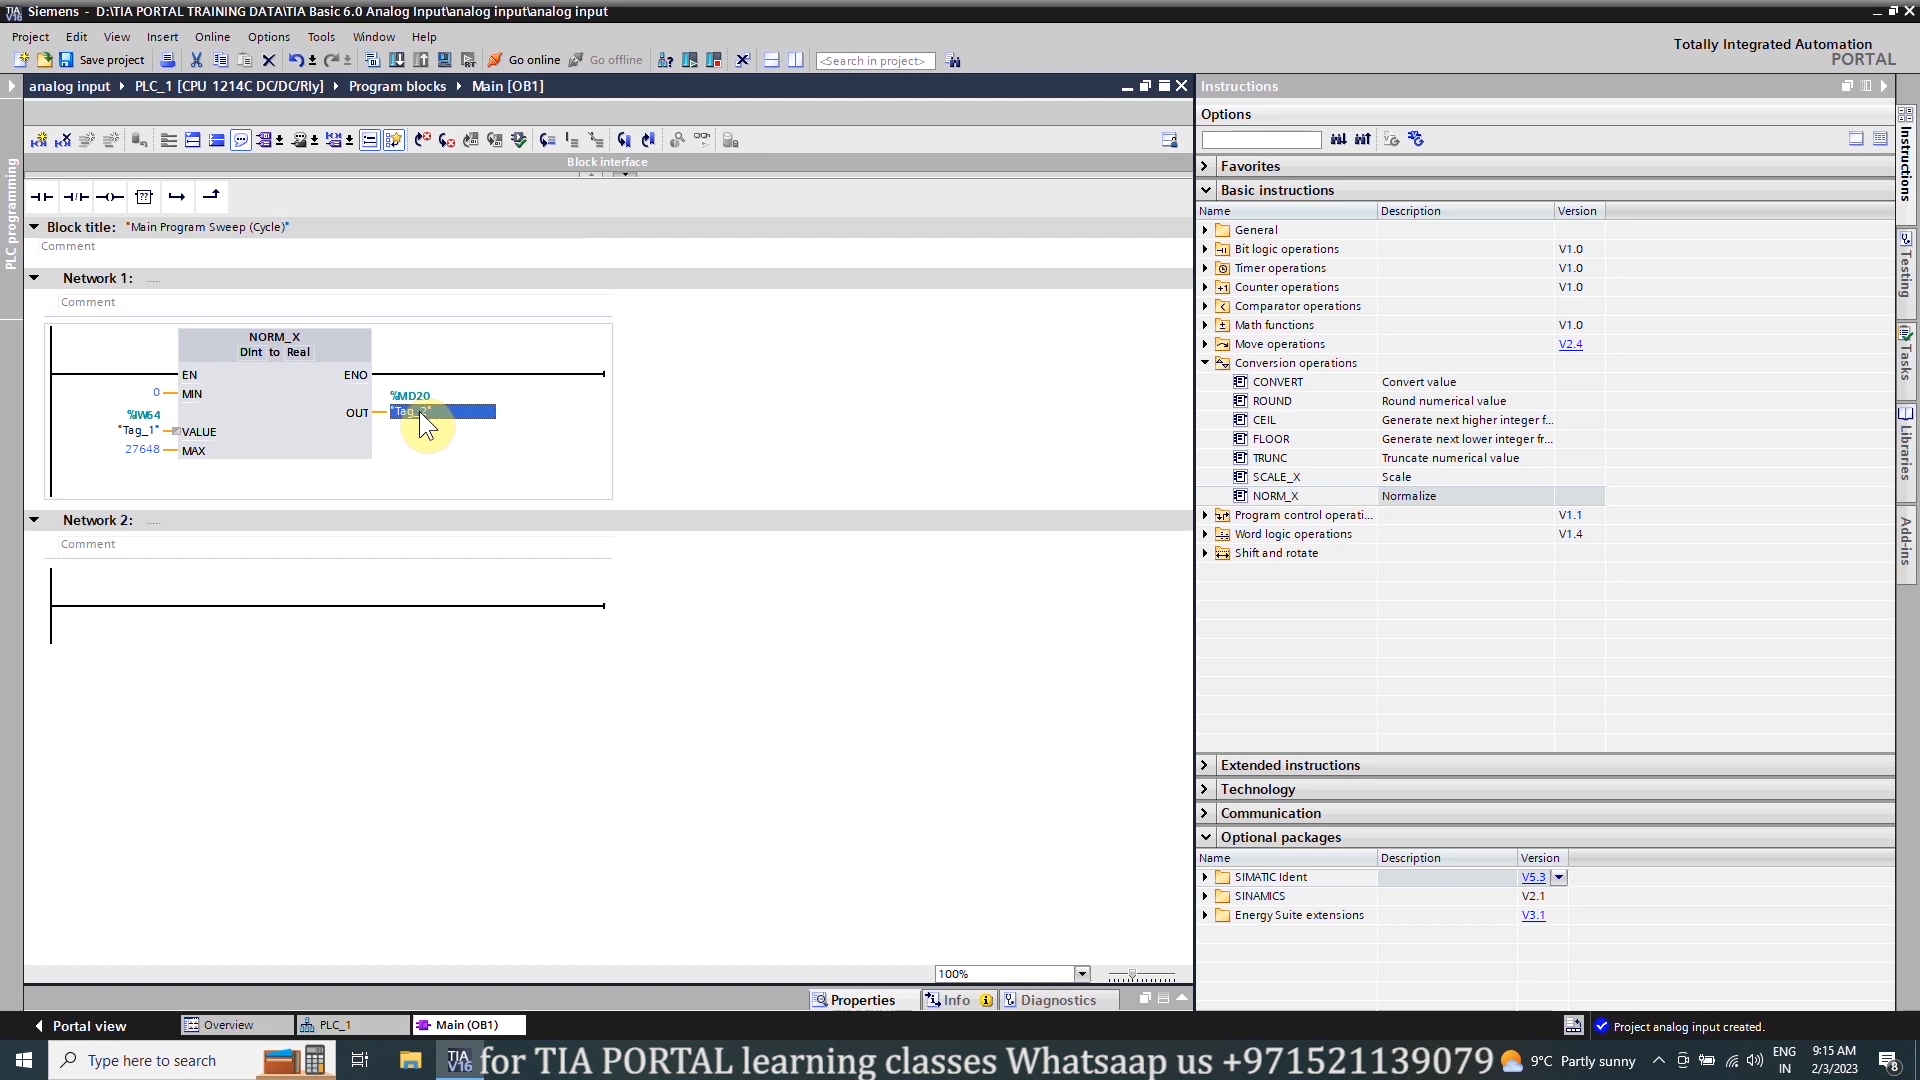 Siemens - D:\TIA PORTAL TRAINING DATA\TIA Basic 6.0 Analog Input\analog input\analog input
Project Edit View Insert Online Options Tools Window Help
Totally Integrated Automation
PORTAL
Save project Go online Go offline <Search in project>
analog input PLC_1 [CPU 1214C DC/DC/Rly] Program blocks Main [OB1]
Instructions
Options
Block interface
Favorites
Basic instructions
Name Description Version
General
Bit logic operations V1.0
Timer operations V1.0
Counter operations V1.0
Comparator operations
Math functions V1.0
Move operations V2.4
Conversion operations
CONVERT Convert value
ROUND Round numerical value
CEIL Generate next higher integer f...
FLOOR Generate next lower integer fr...
TRUNC Truncate numerical value
SCALE_X Scale
NORM_X Normalize
Program control operati... V1.1
Word logic operations V1.4
Shift and rotate
Extended instructions
Technology
Communication
Optional packages
Name Description Version
SIMATIC Ident V5.3
SINAMICS V2.1
Energy Suite extensions V3.1
Block title: "Main Program Sweep (Cycle)"
Comment
Network 1: .....
Comment
NORM_X
DInt to Real
EN ENO
0 MIN
%MD20
OUT "Tag_2"
%IW64
"Tag_1" VALUE
27648 MAX
Network 2: .....
Comment
100%
Properties Info Diagnostics
PLC programming
Instructions
Testing
Tasks
Libraries
Add-ins
Portal view Overview PLC_1 Main (OB1) Project analog input created.
Type here to search
TIA V16
for TIA PORTAL learning classes Whatsaap us +971521139079
9°C Partly sunny
ENG
IN
9:15 AM
2/3/2023
8